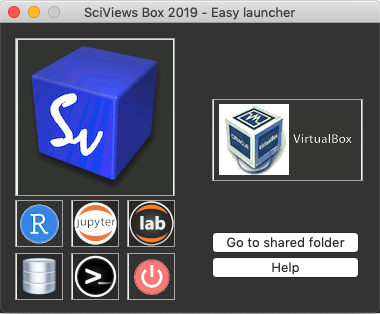 SciViews Box 2019 - Easy launcher
Sv
ORACLE
VirtualBox
VirtualBox
R
jupyter
lab
>_
Go to shared folder
Help